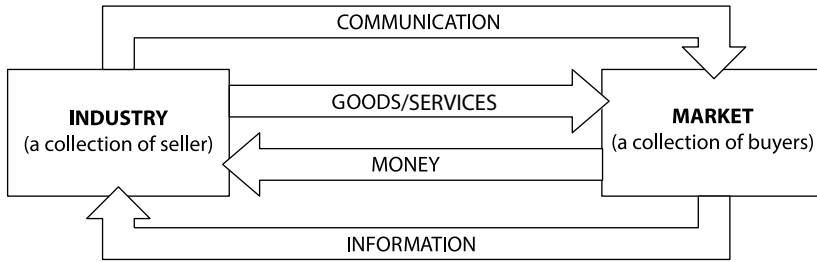 COMMUNICATION
INDUSTRY
(a collection of seller)
GOODS/SERVICES
MONEY
MARKET
(a collection of buyers)
INFORMATION